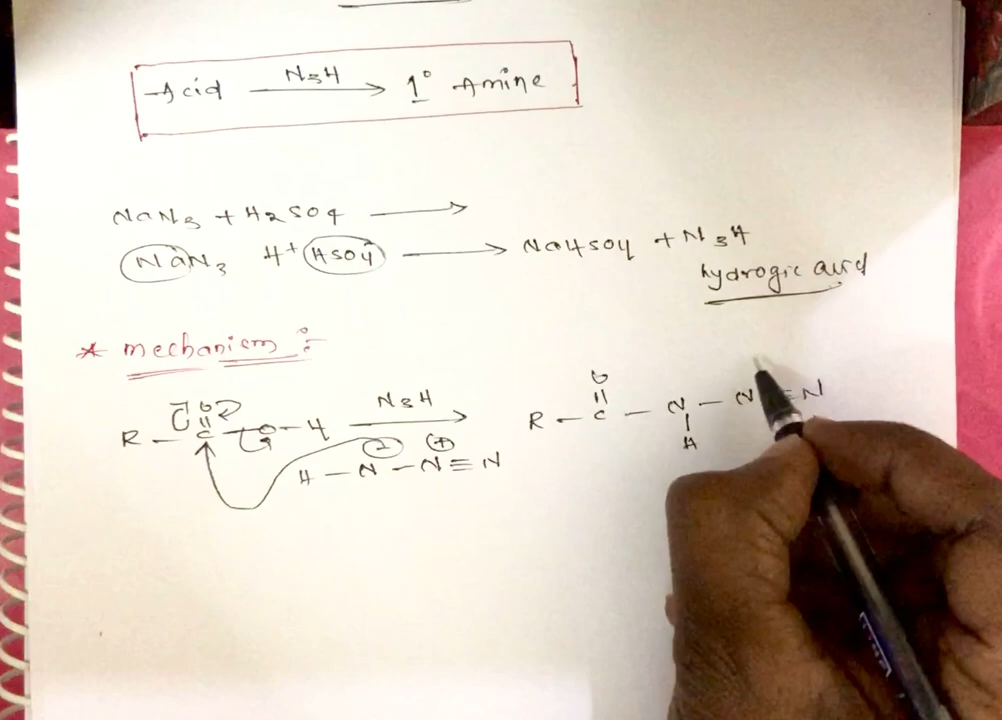 Acid N3H → 1° Amine
NaN3 + H2SO4 →
NaN3 H+ HSO4- → NaHSO4 + N3H
hydrogic acid
* mechanism :
R - C - O - H N3H → R - C - N - N ≡ N
O O H
H - N - N ≡ N
- +